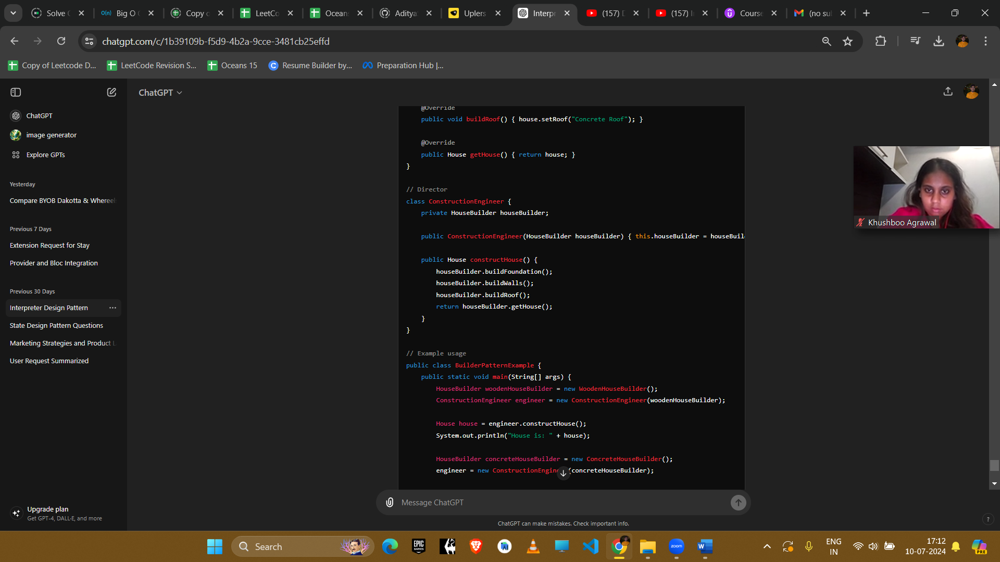 Solve C
O(n) Big O C
Copy o
LeetCo
Ocean
Aditya
Uplers
Interp
(157) D
(157) I
Course
(no sul
chatgpt.com/c/1b39109b-f5d9-4b2a-9cce-3481cb25effd
Copy of Leetcode D...
LeetCode Revision S...
Oceans 15
Resume Builder by...
Preparation Hub |...
ChatGPT
ChatGPT
image generator
Explore GPTs
Yesterday
Compare BYOB Dakotta & Whereel
Previous 7 Days
Extension Request for Stay
Provider and Bloc Integration
Previous 30 Days
Interpreter Design Pattern
State Design Pattern Questions
Marketing Strategies and Product L
User Request Summarized
Upgrade plan
Get GPT-4, DALL·E, and more
@Override
public void buildRoof() { house.setRoof("Concrete Roof"); }
@Override
public House getHouse() { return house; }
}
// Director
class ConstructionEngineer {
private HouseBuilder houseBuilder;
public ConstructionEngineer(HouseBuilder houseBuilder) { this.houseBuilder = houseBuil
public House constructHouse() {
houseBuilder.buildFoundation();
houseBuilder.buildWalls();
houseBuilder.buildRoof();
return houseBuilder.getHouse();
}
}
// Example usage
public class BuilderPatternExample {
public static void main(String[] args) {
HouseBuilder woodenHouseBuilder = new WoodenHouseBuilder();
ConstructionEngineer engineer = new ConstructionEngineer(woodenHouseBuilder);
House house = engineer.constructHouse();
System.out.println("House is: " + house);
HouseBuilder concreteHouseBuilder = new ConcreteHouseBuilder();
engineer = new ConstructionEngine (concreteHouseBuilder);
Khushboo Agrawal
Message ChatGPT
ChatGPT can make mistakes. Check important info.
?
Search
EPIC GAMES
zoom
W
ENG
IN
17:12
10-07-2024
PRE